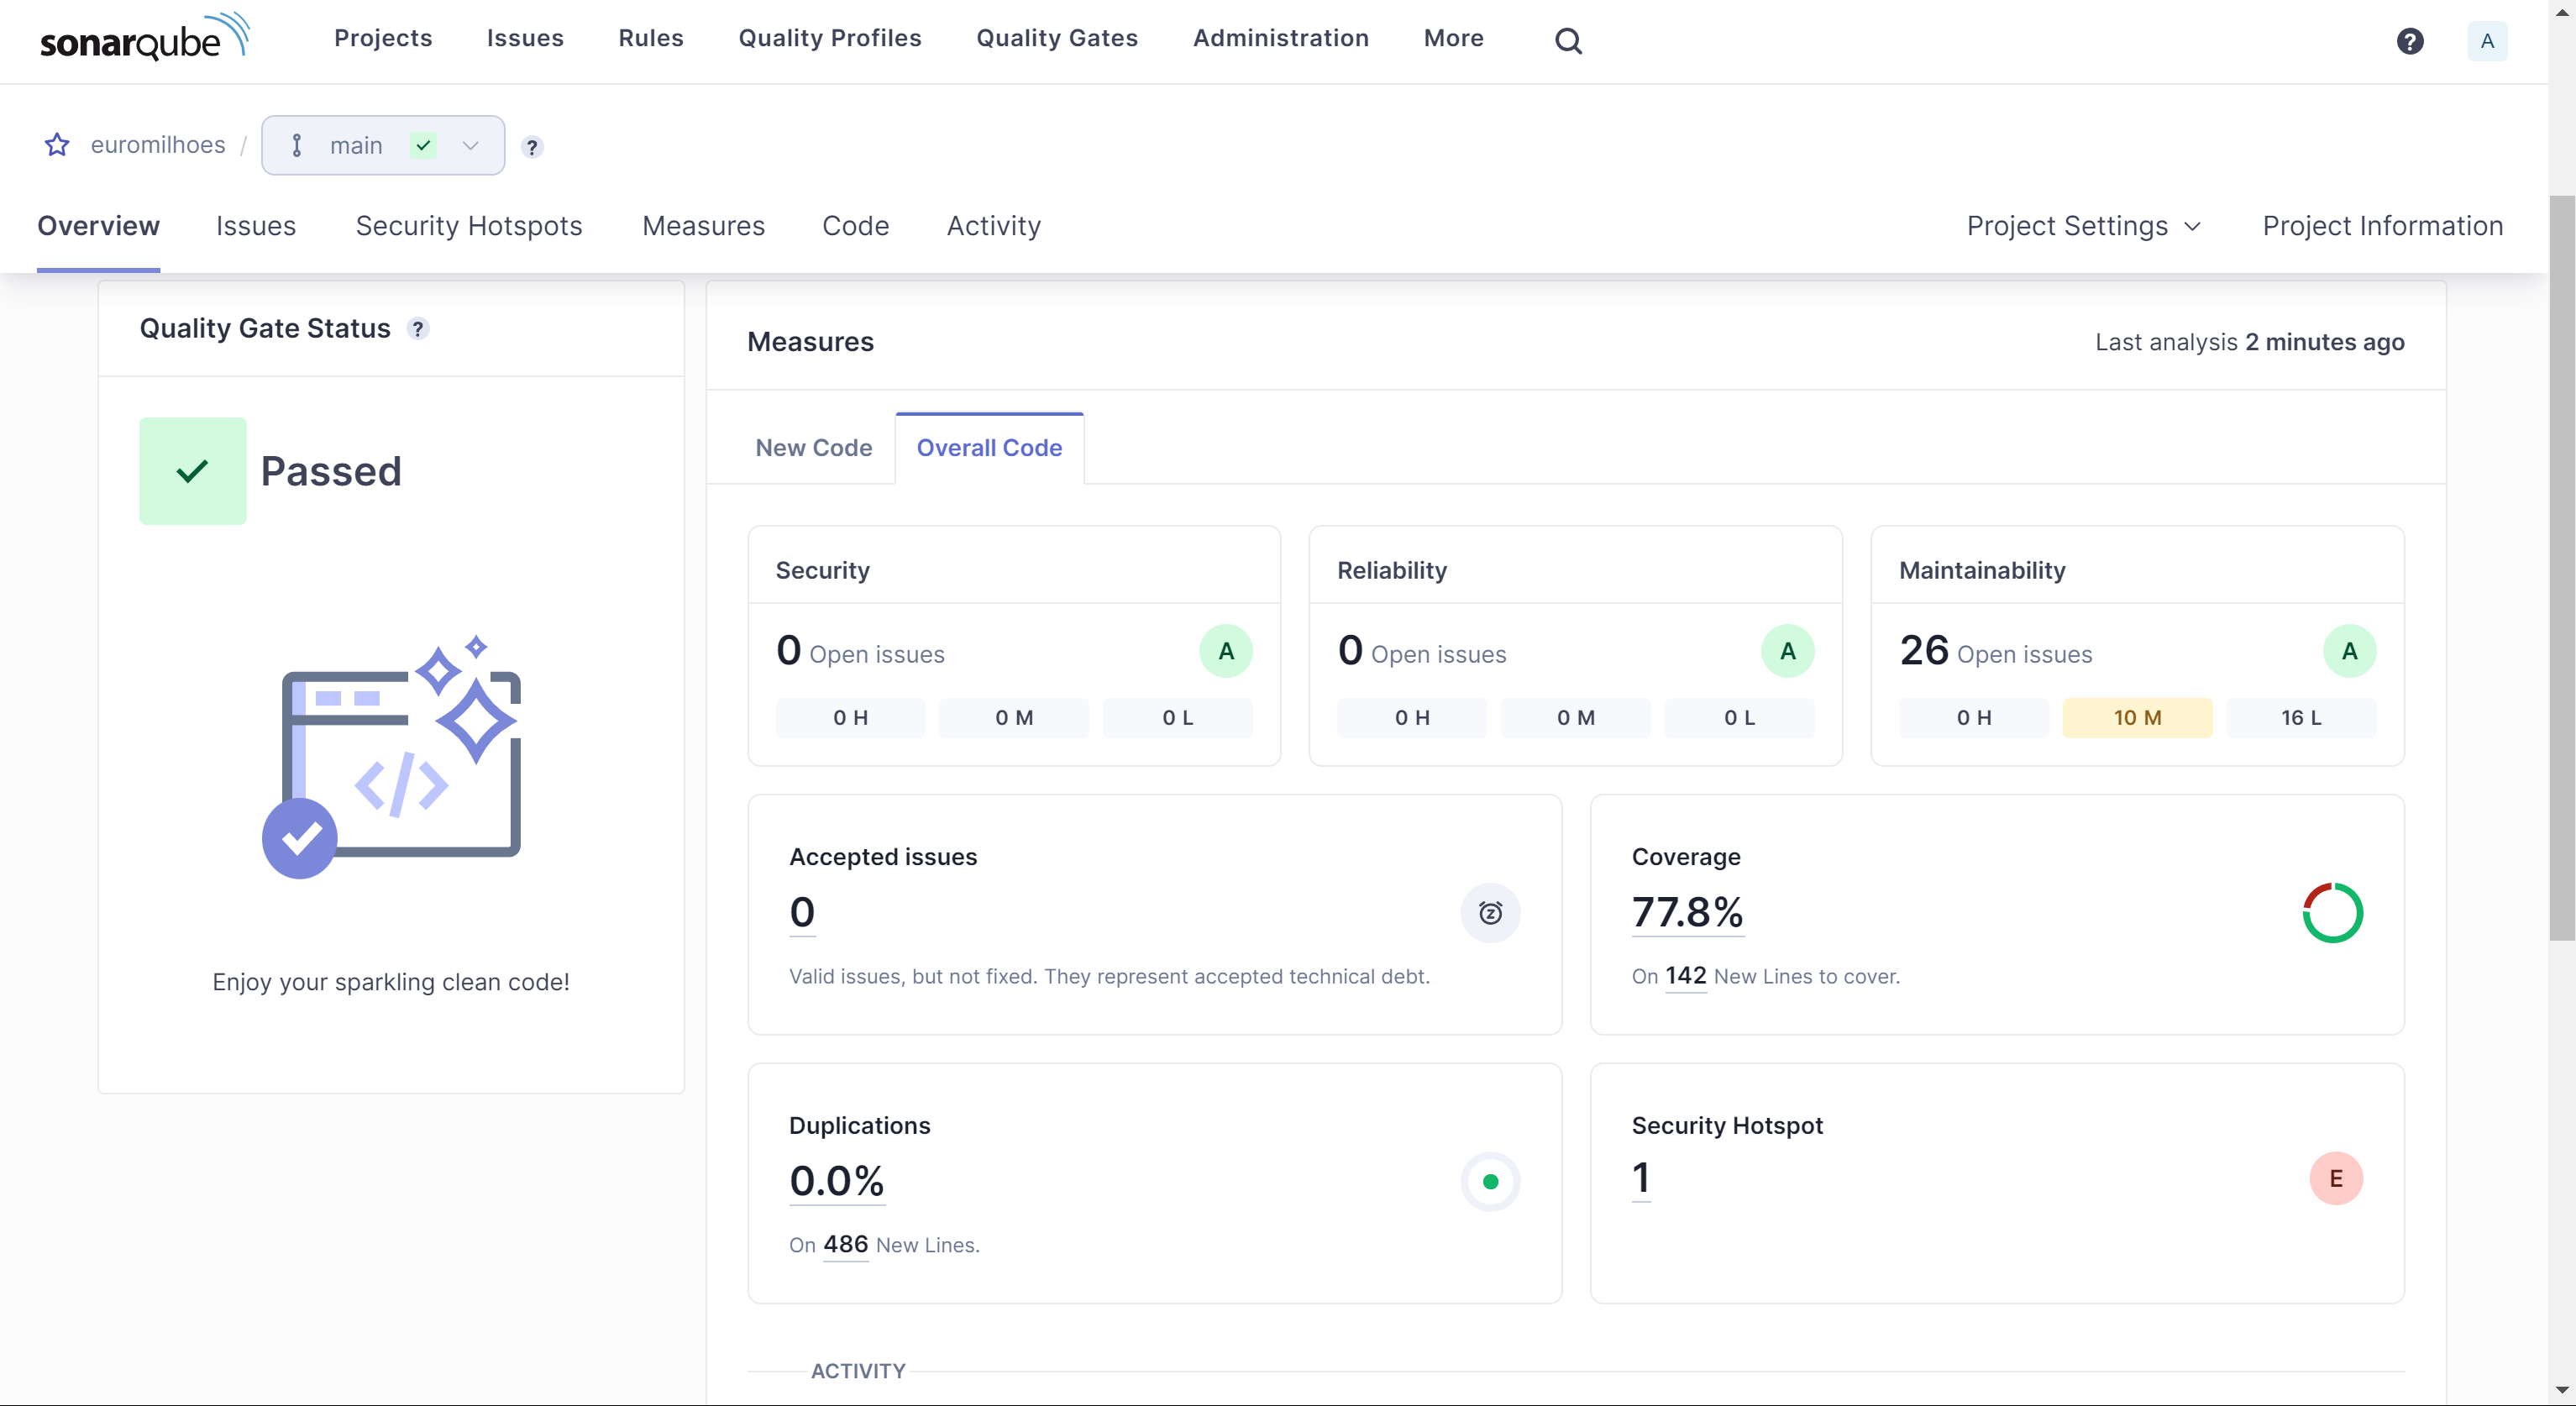 sonarqube Projects Issues Rules Quality Profiles Quality Gates Administration More ? A
euromilhoes / main ?
Overview Issues Security Hotspots Measures Code Activity Project Settings Project Information
Quality Gate Status ?
Passed
</>
Enjoy your sparkling clean code!
Measures Last analysis 2 minutes ago
New Code Overall Code
Security
0 Open issues A
0 H 0 M 0 L
Reliability
0 Open issues A
0 H 0 M 0 L
Maintainability
26 Open issues A
0 H 10 M 16 L
Accepted issues
0 z
Valid issues, but not fixed. They represent accepted technical debt.
Coverage
77.8%
On 142 New Lines to cover.
Duplications
0.0%
On 486 New Lines.
Security Hotspot
1 E
ACTIVITY